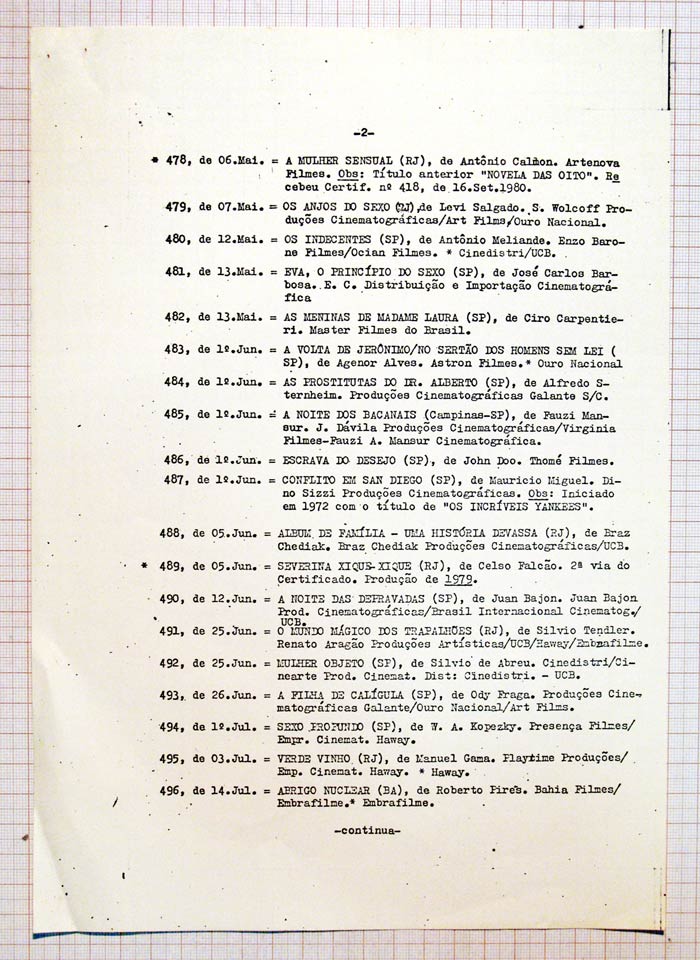 -2-
* 478, de 06.Mai. = A MULHER SENSUAL (RJ), de Antônio Calmon. Artenova
Filmes. Obs: Título anterior "NOVELA DAS OITO". Re
cebeu Certif. nº 418, de 16.Set.1980.
479, de 07.Mai. = OS ANJOS DO SEXO (RJ), de Levi Salgado. S. Wolcoff Pro-
duções Cinematográficas/Art Films/Ouro Nacional.
480, de 12.Mai. = OS INDECENTES (SP), de Antônio Meliande. Enzo Baro-
ne Filmes/Ocian Filmes. * Cinedistri/UCB.
481, de 13.Mai. = EVA, O PRINCÍPIO DO SEXO (SP), de José Carlos Bar-
bosa. E. C. Distribuição e Importação Cinematográ-
fica
482, de 13.Mai. = AS MENINAS DE MADAME LAURA (SP), de Ciro Carpentie-
ri. Master Filmes do Brasil.
483, de 1º.Jun. = A VOLTA DE JERÔNIMO/NO SERTÃO DOS HOMENS SEM LEI (
SP), de Agenor Alves. Astron Filmes.* Ouro Nacional
484, de 1º.Jun. = AS PROSTITUTAS DO DR. ALBERTO (SP), de Alfredo S-
ternheim. Produções Cinematográficas Galante S/C.
485, de 1º.Jun. = A NOITE DOS BACANAIS (Campinas-SP), de Fauzi Man-
sur. J. Dávila Produções Cinematográficas/Virginia
Filmes-Fauzi A. Mansur Cinematográfica.
486, de 1º.Jun. = ESCRAVA DO DESEJO (SP), de John Doo. Thomé Filmes.
487, de 1º.Jun. = CONFLITO EM SAN DIEGO (SP), de Mauricio Miguel. Di-
no Sizzi Produções Cinematográficas. Obs: Iniciado
em 1972 com o título de "OS INCRÍVEIS YANKEES".
488, de 05.Jun. = ALBUM DE FAMÍLIA - UMA HISTÓRIA DEVASSA (RJ), de Braz
Chediak. Braz Chediak Produções Cinematográficas/UCB.
* 489, de 05.Jun. = SEVERINA XIQUE-XIQUE (RJ), de Celso Falcão. 2ª via do
Certificado. Produção de 1979.
490, de 12.Jun. = A NOITE DAS DEPRAVADAS (SP), de Juan Bajon. Juan Bajon
Prod. Cinematográficas/Brasil Internacional Cinematog./
UCB.
491, de 25.Jun. = O MUNDO MÁGICO DOS TRAPALHÕES (RJ), de Silvio Tendler.
Renato Aragão Produções Artísticas/UCB/Haway/Embrafilme.
492, de 25.Jun. = MULHER OBJETO (SP), de Silvio de Abreu. Cinedistri/Ci-
nearte Prod. Cinemat. Dist: Cinedistri. - UCB.
493, de 26.Jun. = A FILHA DE CALÍGULA (SP), de Ody Fraga. Produções Cine-
matográficas Galante/Ouro Nacional/Art Films.
494, de 1º.Jul. = SEXO PROFUNDO (SP), de W. A. Kopezky. Presença Filmes/
Empr. Cinemat. Haway.
495, de 03.Jul. = VERDE VINHO (RJ), de Manuel Gama. Playtime Produções/
Emp. Cinemat. Haway. * Haway.
496, de 14.Jul. = ABRIGO NUCLEAR (BA), de Roberto Pires. Bahia Filmes/
Embrafilme.* Embrafilme.
-continua-